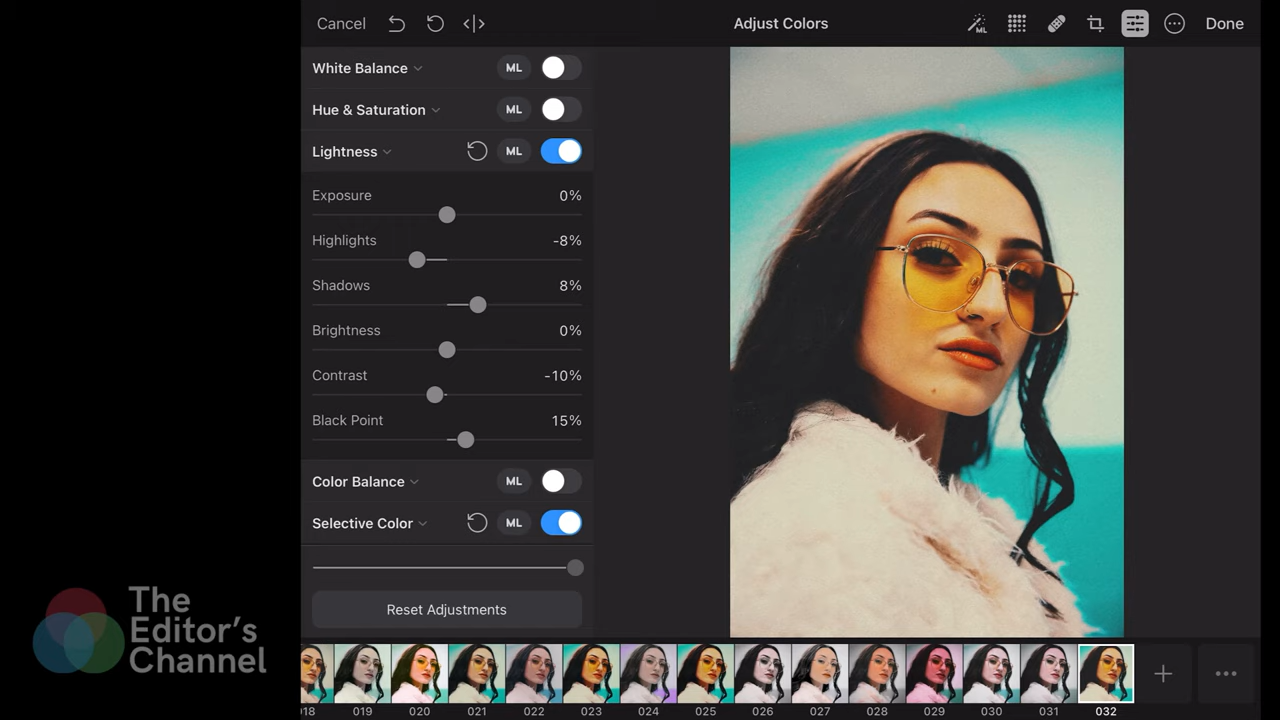 Cancel
Adjust Colors
ML
Done
White Balance ML
Hue & Saturation ML
Lightness ML
Exposure 0%
Highlights -8%
Shadows 8%
Brightness 0%
Contrast -10%
Black Point 15%
Color Balance ML
Selective Color ML
Reset Adjustments
The
Editor's
Channel
018 019 020 021 022 023 024 025 026 027 028 029 030 031 032